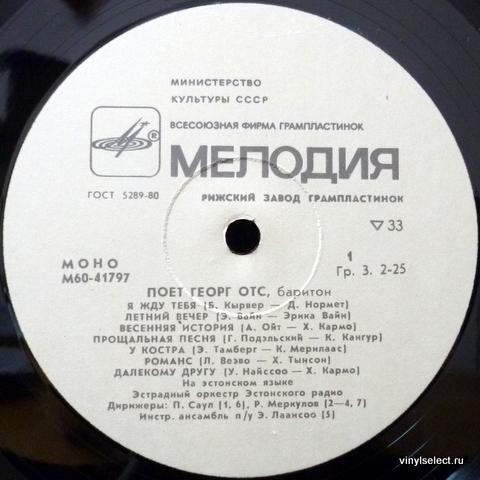 МИНИСТЕРСТВО
КУЛЬТУРЫ СССР
ВСЕСОЮЗНАЯ ФИРМА ГРАМПЛАСТИНОК
®
МЕЛОДИЯ
ГОСТ 5289-80
РИЖСКИЙ ЗАВОД ГРАМПЛАСТИНОК
▽33
МОНО
М60-41797
1
Гр. 3. 2-25
ПОЕТ ГЕОРГ ОТС, баритон
Я ЖДУ ТЕБЯ (Б. Кырвер — Д. Нормет)
ЛЕТНИЙ ВЕЧЕР (Э. Вайн — Эрика Вайн)
ВЕСЕННЯЯ ИСТОРИЯ (А. Ойт — Х. Кармо)
ПРОЩАЛЬНАЯ ПЕСНЯ (Г. Подэльский — К. Кангур)
У КОСТРА (Э. Тамберг — К. Мерилаас)
РОМАНС (Л. Веэво — Х. Тынсон)
ДАЛЕКОМУ ДРУГУ (У. Найссоо — Х. Кармо)
На эстонском языке
Эстрадный оркестр Эстонского радио
Дирижеры: П. Саул [1, 6], Р. Меркулов [2—4, 7]
Инстр. ансамбль п/у Э. Лаансоо [5]
vinylselect.ru